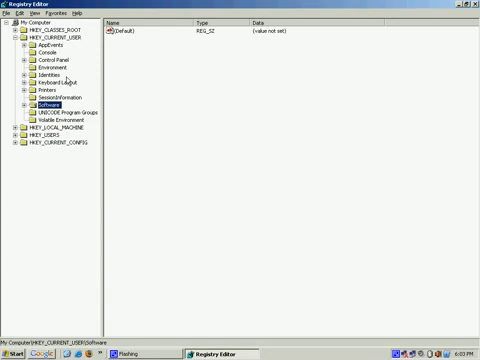 Registry Editor
File Edit View Favorites Help
My Computer
HKEY_CLASSES_ROOT
HKEY_CURRENT_USER
AppEvents
Console
Control Panel
Environment
Identities
Keyboard Layout
Printers
SessionInformation
Software
UNICODE Program Groups
Volatile Environment
HKEY_LOCAL_MACHINE
HKEY_USERS
HKEY_CURRENT_CONFIG
Name Type Data
(Default) REG_SZ (value not set)
My Computer\HKEY_CURRENT_USER\Software
Start Google » Flashing Registry Editor 6:03 PM